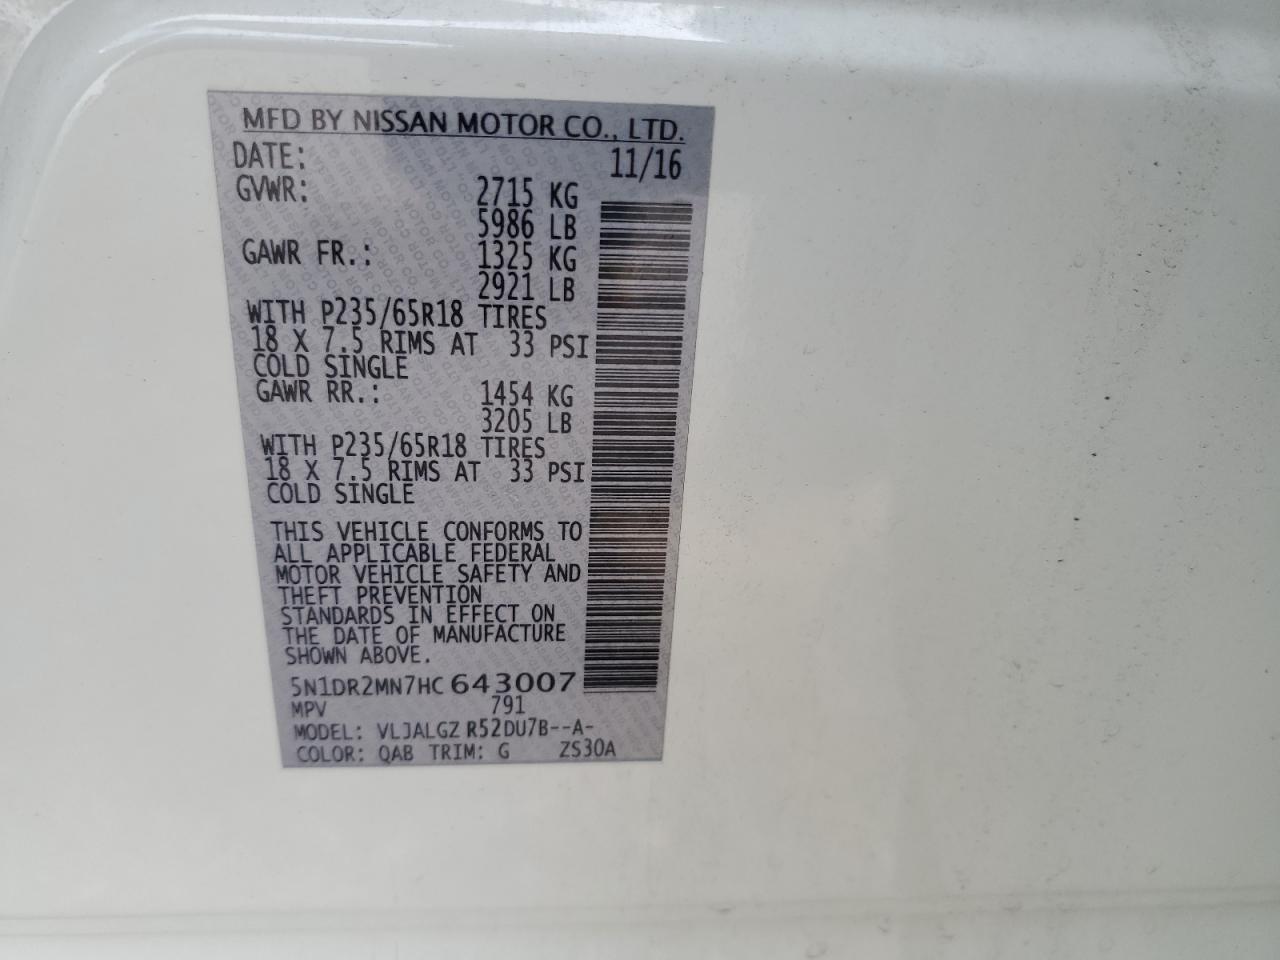 MFD BY NISSAN MOTOR CO., LTD.
DATE: 11/16
GVWR: 2715 KG
5986 LB
GAWR FR.: 1325 KG
2921 LB
WITH P235/65R18 TIRES
18 X 7.5 RIMS AT 33 PSI
COLD SINGLE
GAWR RR.: 1454 KG
3205 LB
WITH P235/65R18 TIRES
18 X 7.5 RIMS AT 33 PSI
COLD SINGLE
THIS VEHICLE CONFORMS TO
ALL APPLICABLE FEDERAL
MOTOR VEHICLE SAFETY AND
THEFT PREVENTION
STANDARDS IN EFFECT ON
THE DATE OF MANUFACTURE
SHOWN ABOVE.
5N1DR2MN7HC 643007
MPV 791
MODEL: VLJALGZ R52DU7B--A-
COLOR: QAB TRIM: G ZS30A